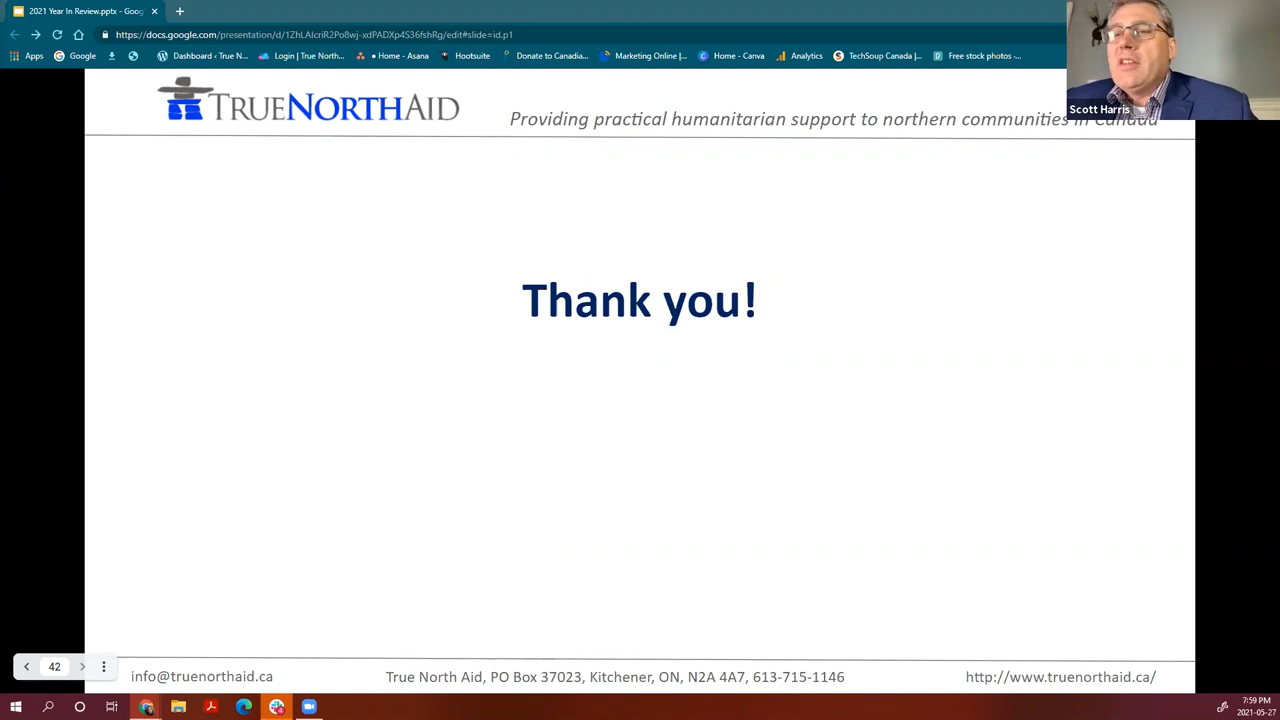 2021 Year In Review.pptx - Goo
https://docs.google.com/presentation/d/1ZhLAlcriR2Po8wj-xdPADXp4S36fshRg/edit#slide=id.p1
Apps Google Dashboard ‹ True N... Login | True North... • Home - Asana Hootsuite Donate to Canadia... Marketing Online |... Home - Canva Analytics TechSoup Canada |... Free stock photos ·...
Scott Harris
TRUENORTHAID
Providing practical humanitarian support to northern communities in Canada
Thank you!
42
info@truenorthaid.ca True North Aid, PO Box 37023, Kitchener, ON, N2A 4A7, 613-715-1146 http://www.truenorthaid.ca/
7:59 PM
2021-05-27